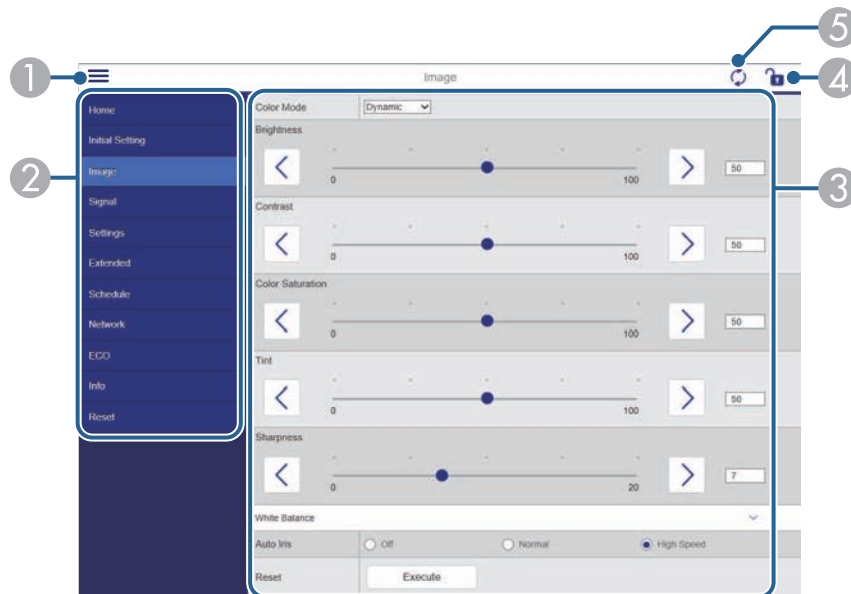 5
1
Image
4
Home
Color Mode
Dynamic
Initial Setting
Brightness
2
Image
0
100
50
3
Signal
Contrast
Settings
0
100
50
Extended
Color Saturation
Schedule
Network
0
100
50
ECO
Tint
Info
0
100
50
Reset
Sharpness
0
20
7
White Balance
Auto Iris
Off
Normal
High Speed
Reset
Execute